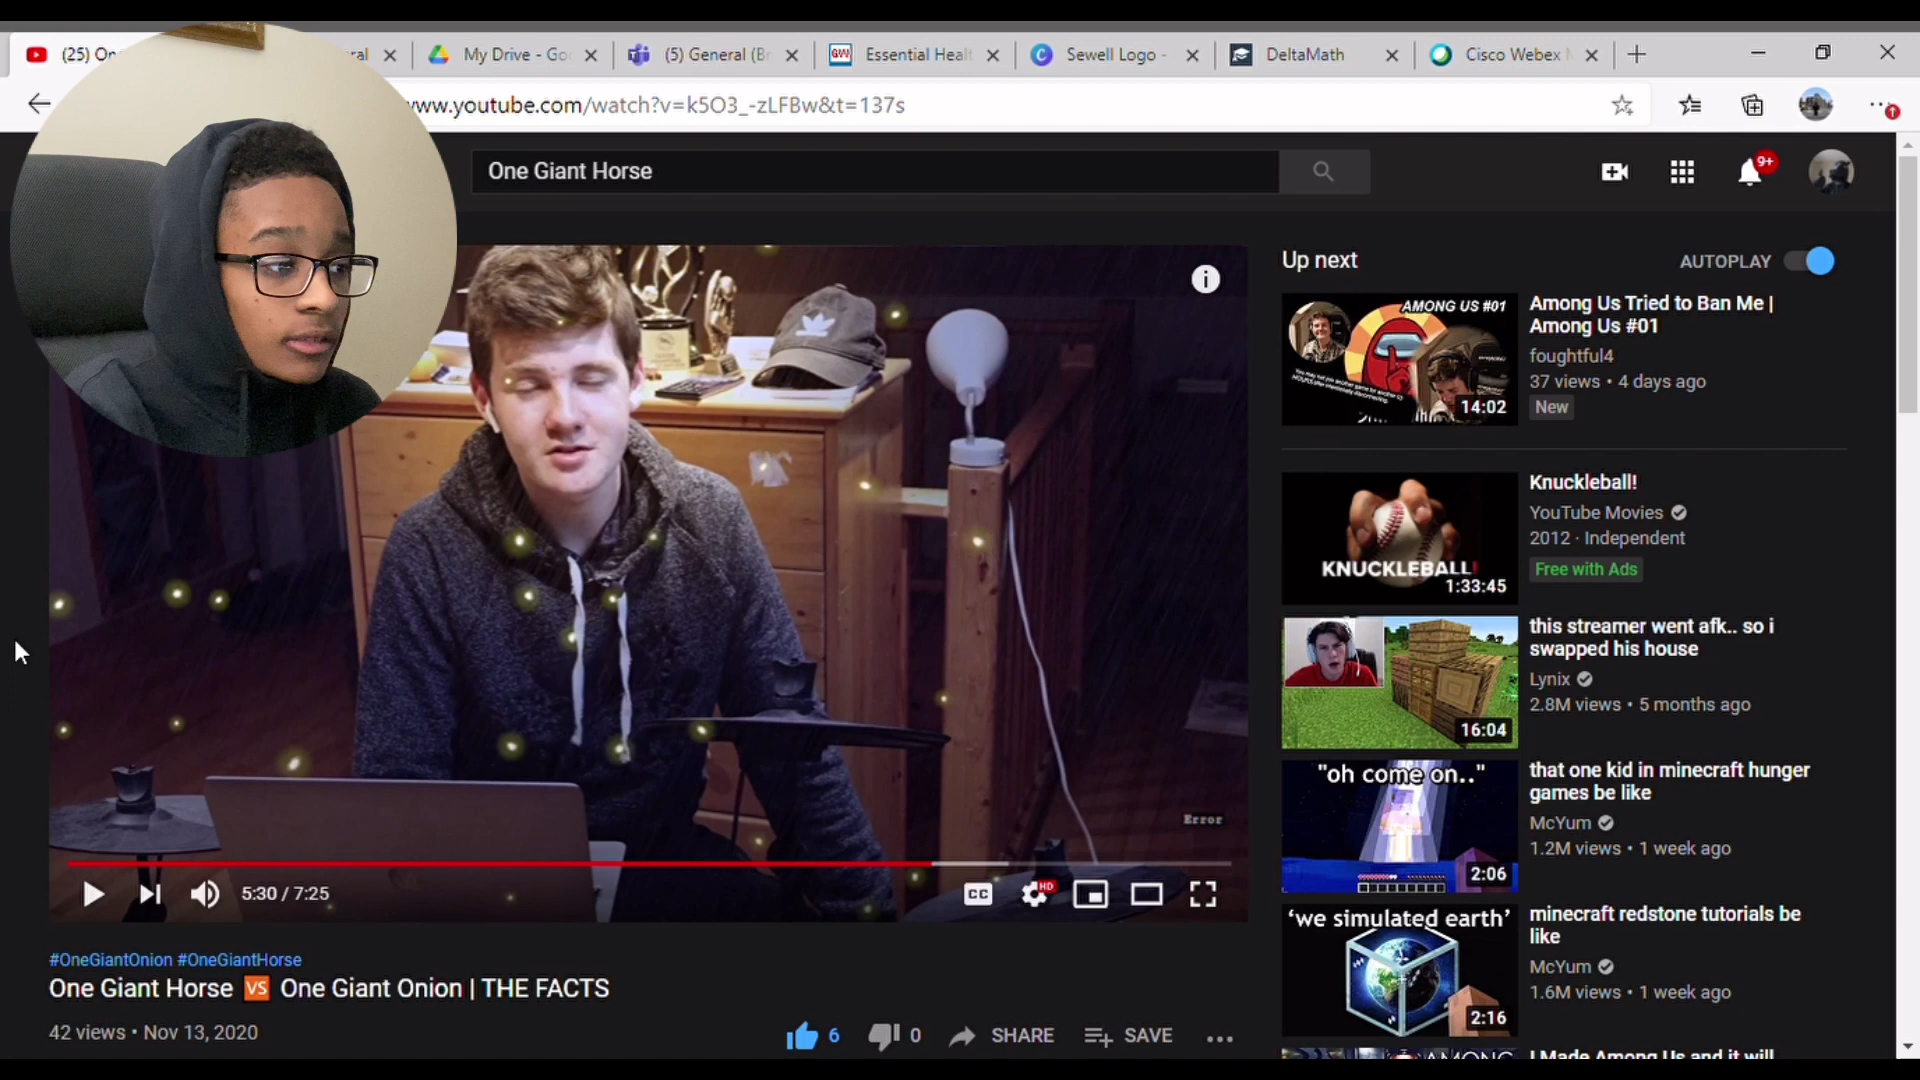 (25) On
ral
My Drive - Go
(5) General (Br
Essential Healt
Sewell Logo -
DeltaMath
Cisco Webex M
www.youtube.com/watch?v=k5O3_-zLFBw&t=137s
One Giant Horse
9+
Up next
AUTOPLAY
AMONG US #01
14:02
Among Us Tried to Ban Me |
Among Us #01
foughtful4
37 views • 4 days ago
New
KNUCKLEBALL!
1:33:45
Knuckleball!
YouTube Movies
2012 · Independent
Free with Ads
16:04
this streamer went afk.. so i
swapped his house
Lynix
2.8M views • 5 months ago
"oh come on.."
2:06
that one kid in minecraft hunger
games be like
McYum
1.2M views • 1 week ago
'we simulated earth'
2:16
minecraft redstone tutorials be
like
McYum
1.6M views • 1 week ago
AMONG
I Made Among Us and it will
Error
5:30 / 7:25
CC
HD
#OneGiantOnion #OneGiantHorse
One Giant Horse VS One Giant Onion | THE FACTS
42 views • Nov 13, 2020
6
0
SHARE
SAVE